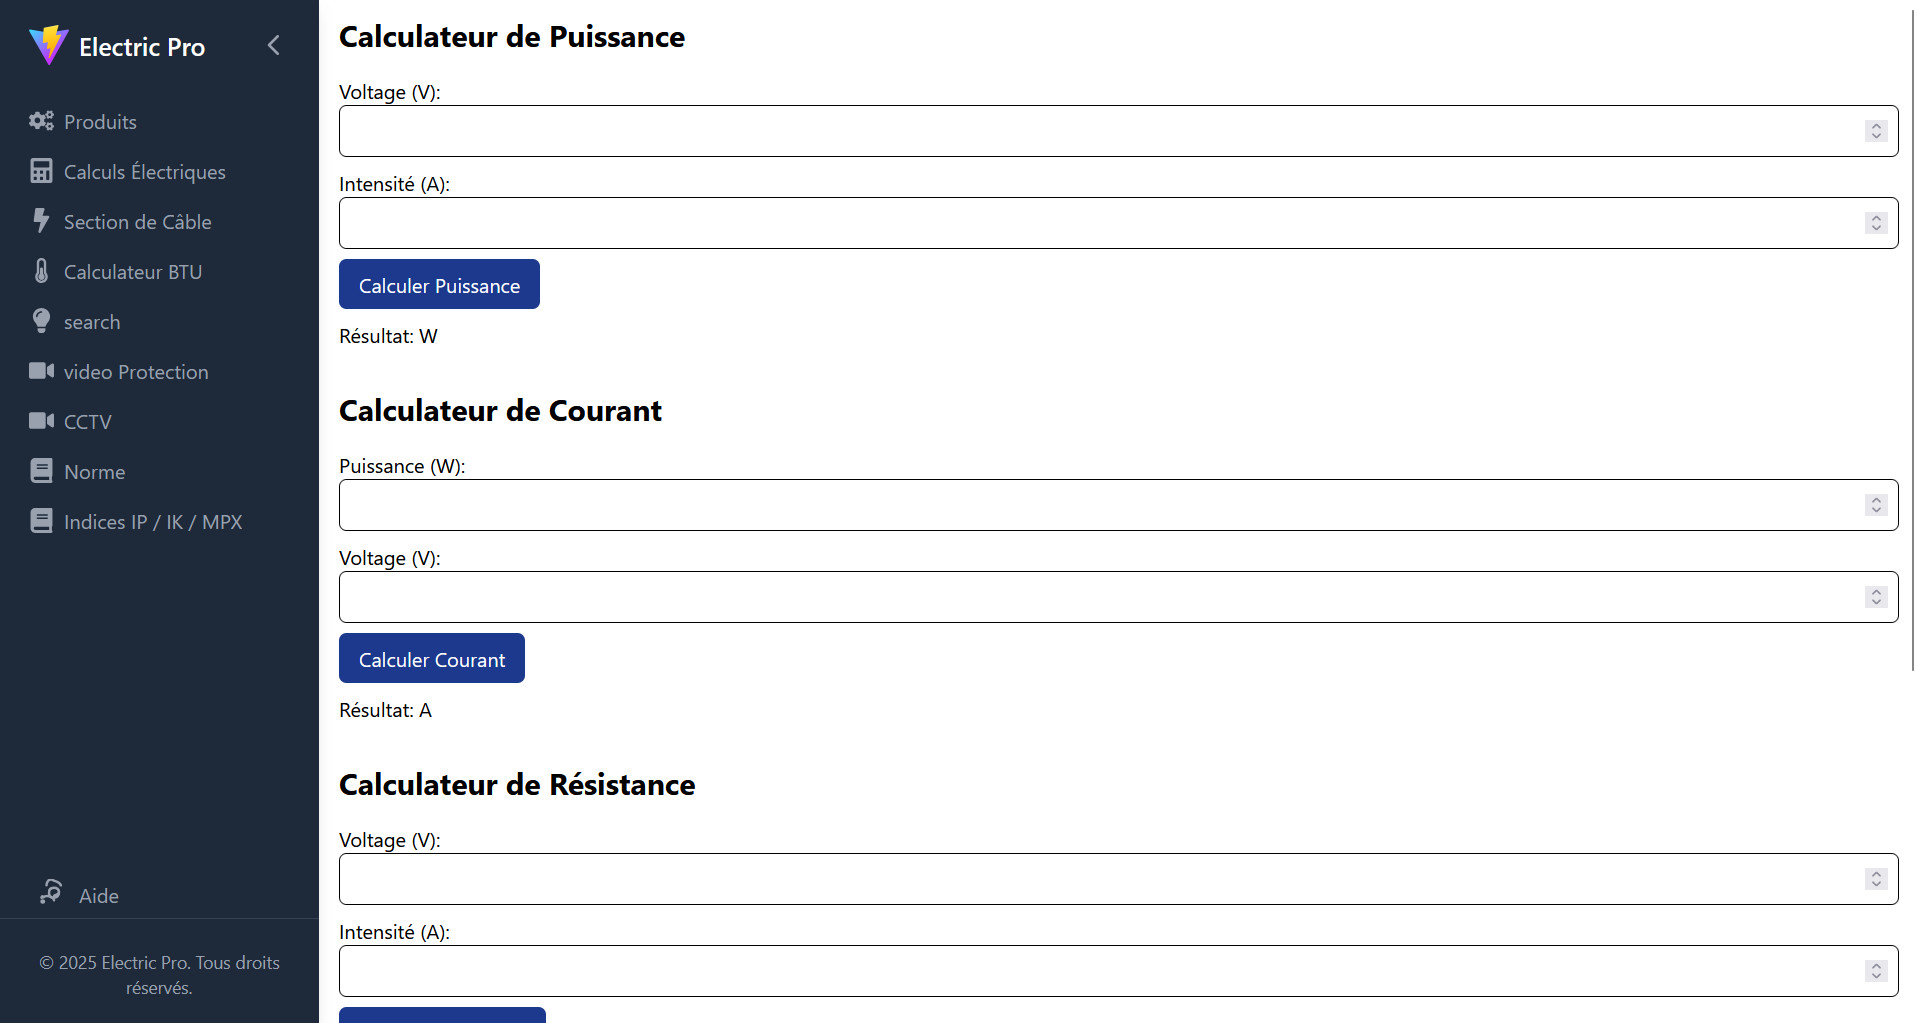 Electric Pro
Produits
Calculs Électriques
Section de Câble
Calculateur BTU
search
video Protection
CCTV
Norme
Indices IP / IK / MPX
Aide
© 2025 Electric Pro. Tous droits
réservés.
Calculateur de Puissance
Voltage (V):
Intensité (A):
Calculer Puissance
Résultat: W
Calculateur de Courant
Puissance (W):
Voltage (V):
Calculer Courant
Résultat: A
Calculateur de Résistance
Voltage (V):
Intensité (A):